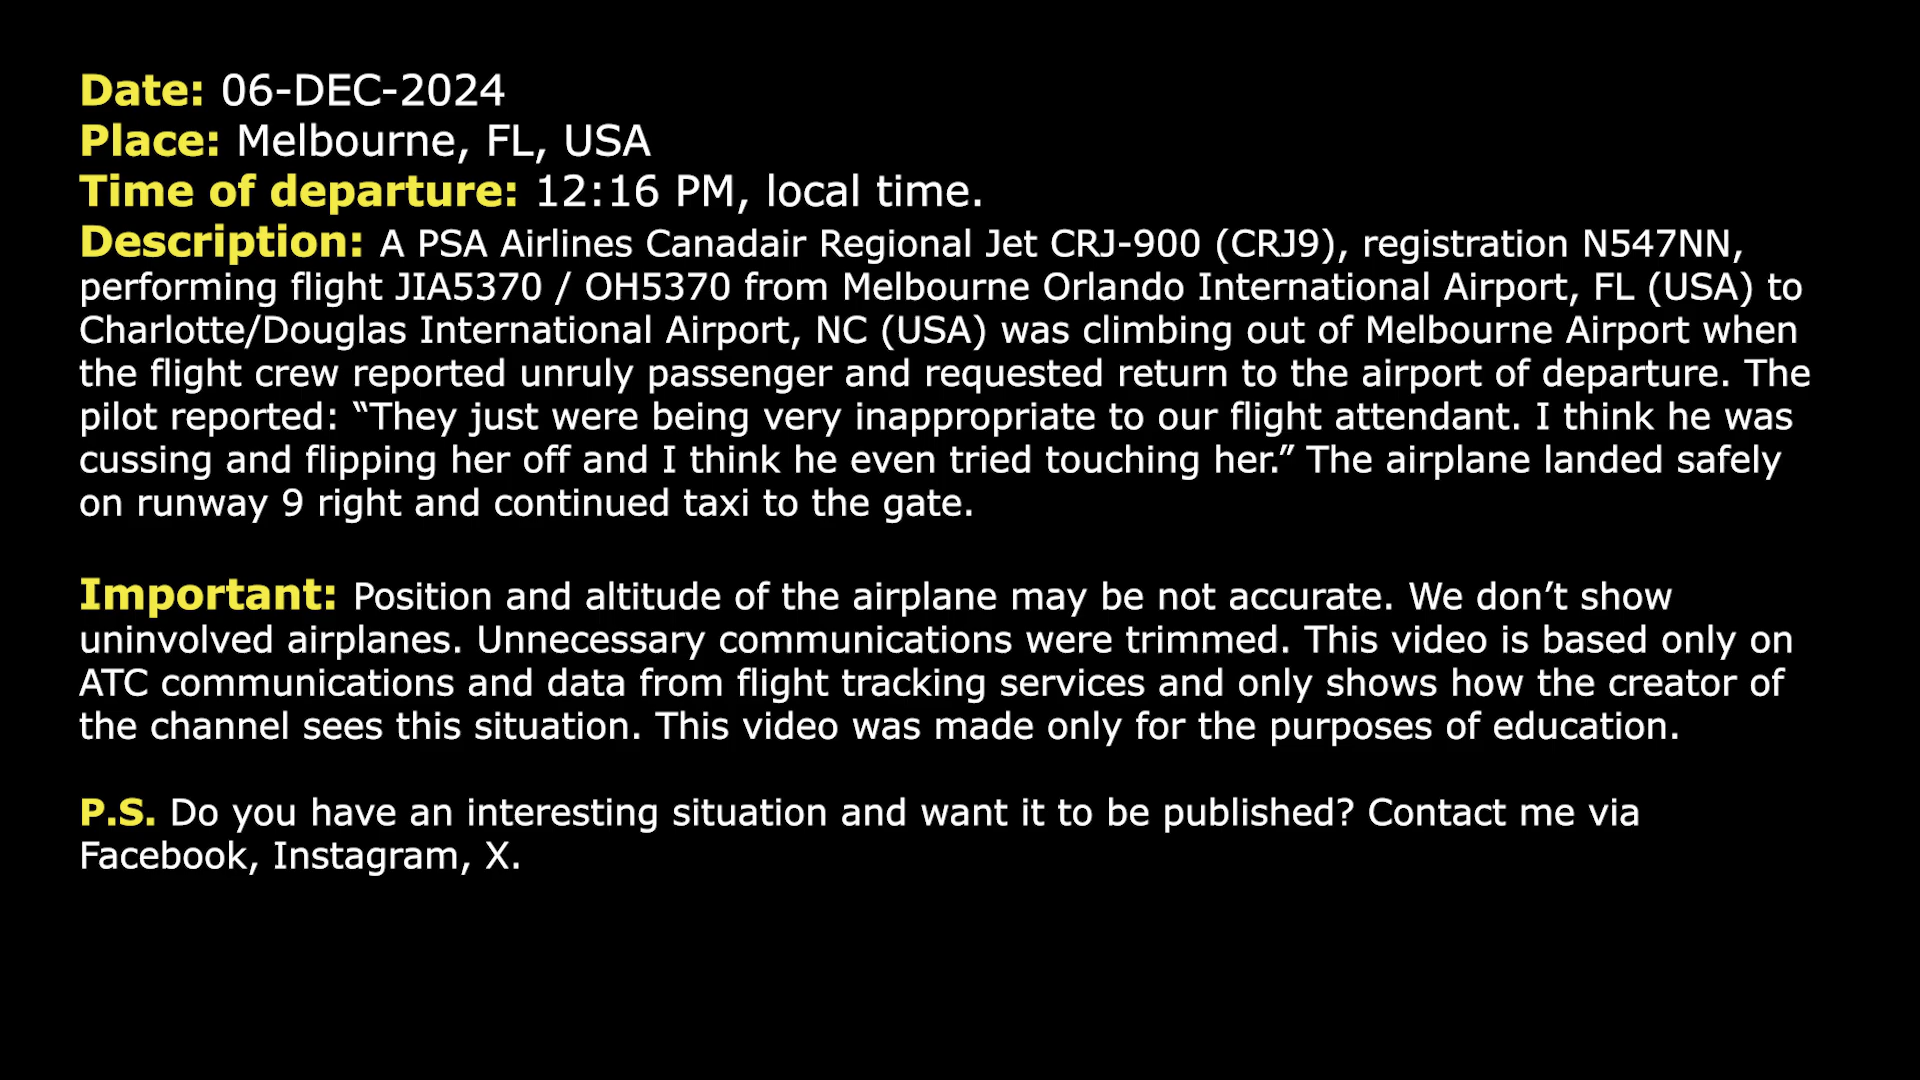 Date: 06-DEC-2024
Place: Melbourne, FL, USA
Time of departure: 12:16 PM, local time.
Description: A PSA Airlines Canadair Regional Jet CRJ-900 (CRJ9), registration N547NN,
performing flight JIA5370 / OH5370 from Melbourne Orlando International Airport, FL (USA) to
Charlotte/Douglas International Airport, NC (USA) was climbing out of Melbourne Airport when
the flight crew reported unruly passenger and requested return to the airport of departure. The
pilot reported: “They just were being very inappropriate to our flight attendant. I think he was
cussing and flipping her off and I think he even tried touching her.” The airplane landed safely
on runway 9 right and continued taxi to the gate.
Important: Position and altitude of the airplane may be not accurate. We don’t show
uninvolved airplanes. Unnecessary communications were trimmed. This video is based only on
ATC communications and data from flight tracking services and only shows how the creator of
the channel sees this situation. This video was made only for the purposes of education.
P.S. Do you have an interesting situation and want it to be published? Contact me via
Facebook, Instagram, X.